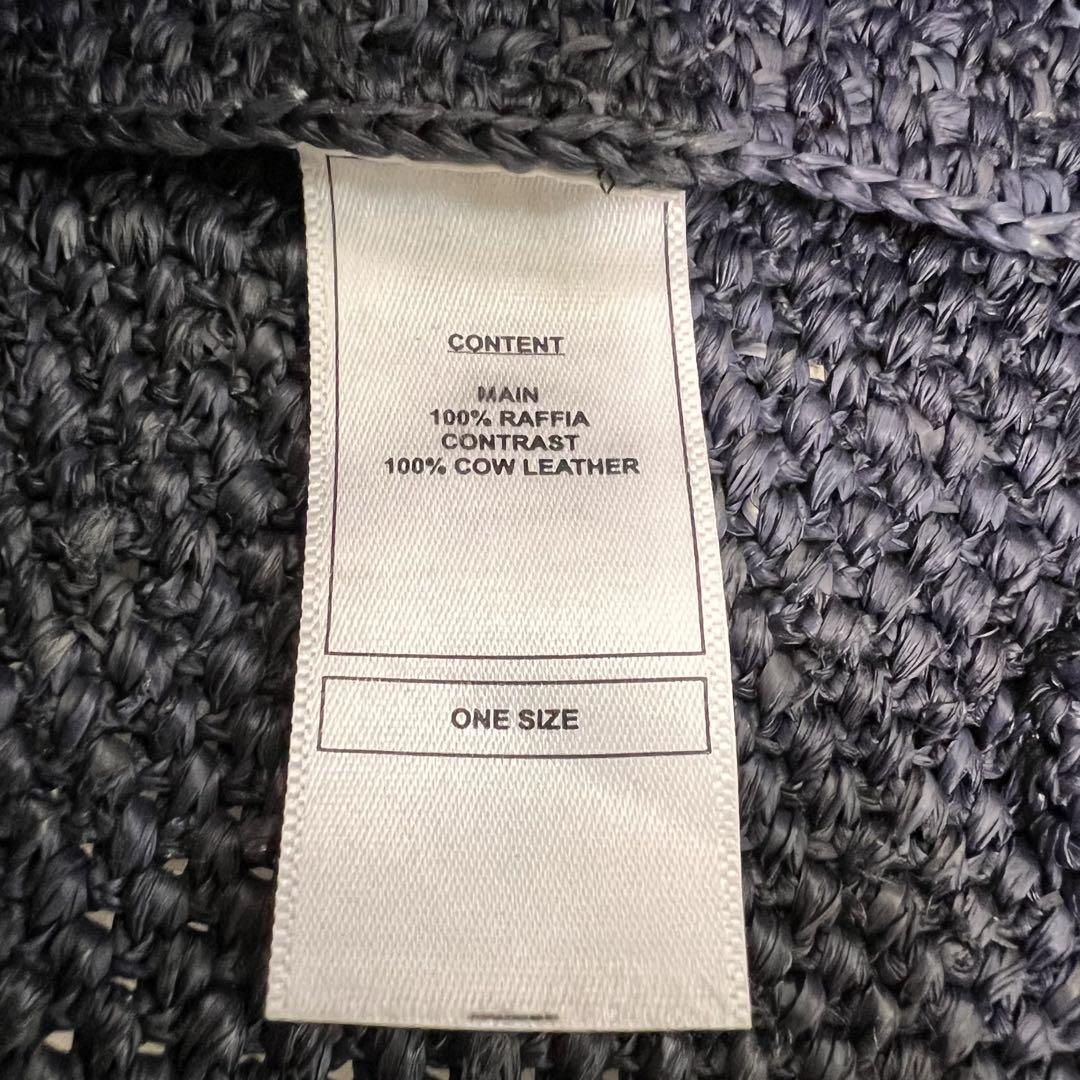 CONTENT
MAIN
100% RAFFIA
CONTRAST
100% COW LEATHER
ONE SIZE